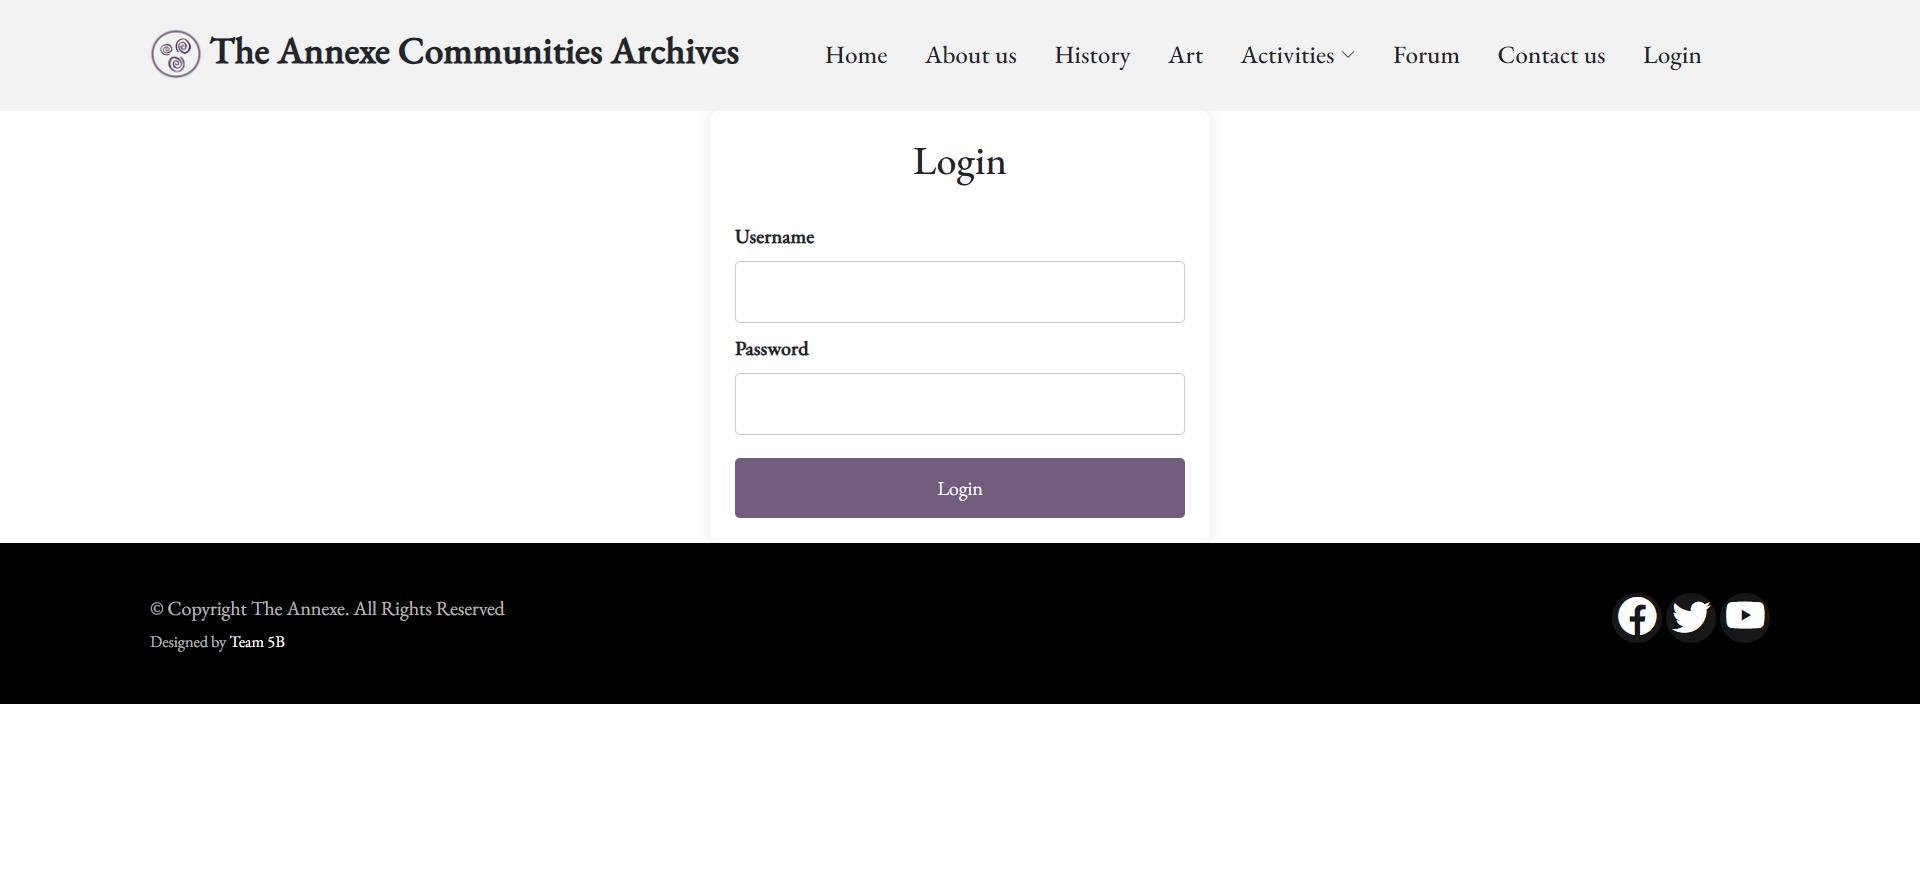 The Annexe Communities Archives
Home About us History Art Activities Forum Contact us Login
Login
Username
Password
Login
© Copyright The Annexe. All Rights Reserved
Designed by Team 5B